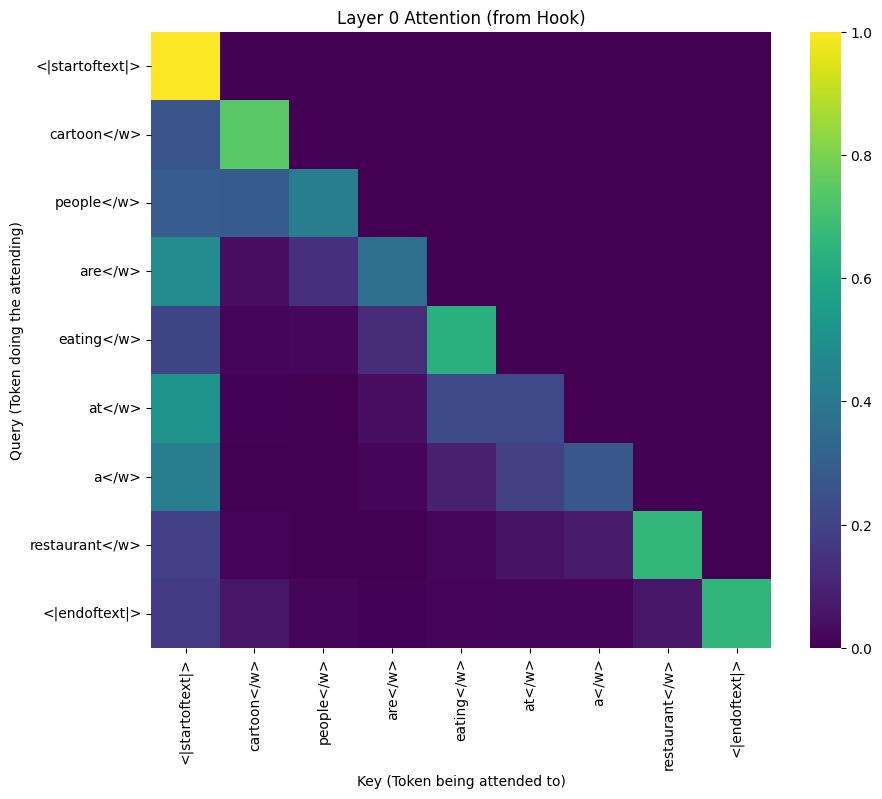 Layer 0 Attention (from Hook)
Query (Token doing the attending)
<|startoftext|>
cartoon</w>
people</w>
are</w>
eating</w>
at</w>
a</w>
restaurant</w>
<|endoftext|>
1.0
0.8
0.6
0.4
0.2
0.0
<|startoftext|>
cartoon</w>
people</w>
are</w>
eating</w>
at</w>
a</w>
restaurant</w>
<|endoftext|>
Key (Token being attended to)